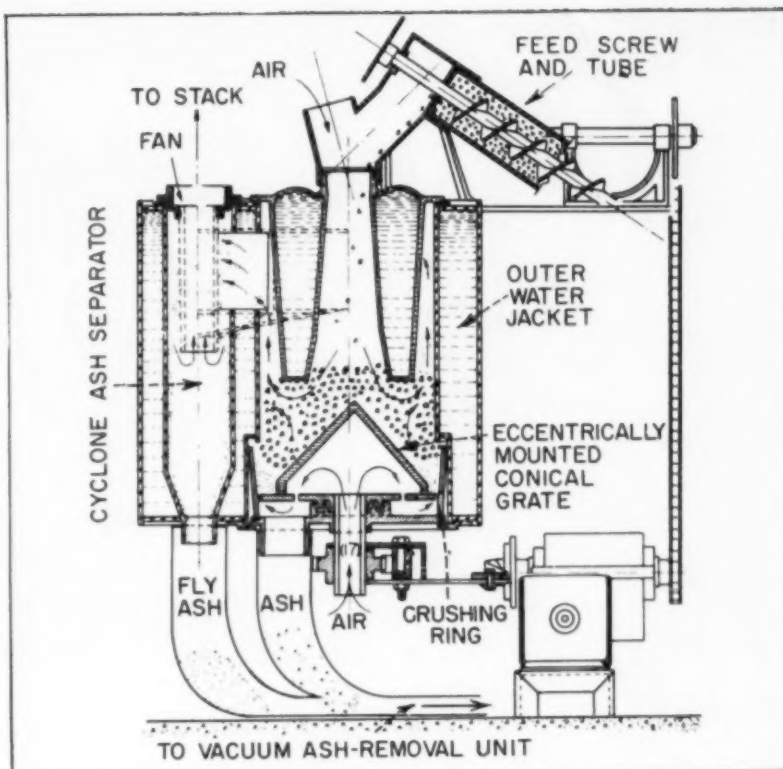 FEED SCREW
AND TUBE
AIR
TO STACK
FAN
CYCLONE ASH SEPARATOR
OUTER
WATER
JACKET
ECCENTRICALLY
MOUNTED
CONICAL
GRATE
(17)
FLY
ASH
ASH
AIR
CRUSHING
RING
TO VACUUM ASH-REMOVAL UNIT